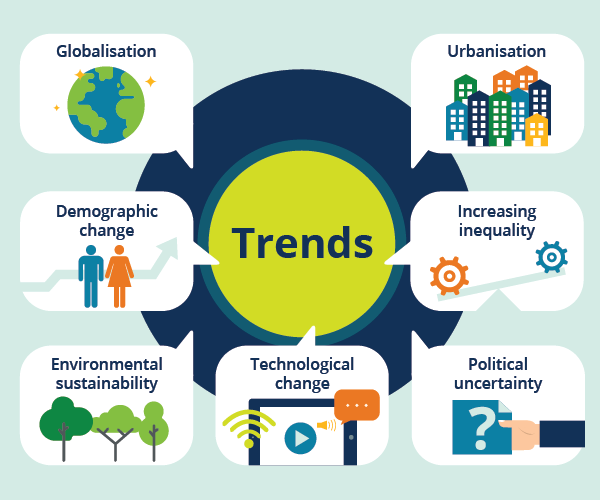 Globalisation
Urbanisation
Demographic
change
Trends
Increasing
inequality
Environmental
sustainability
Technological
change
Political
uncertainty
?